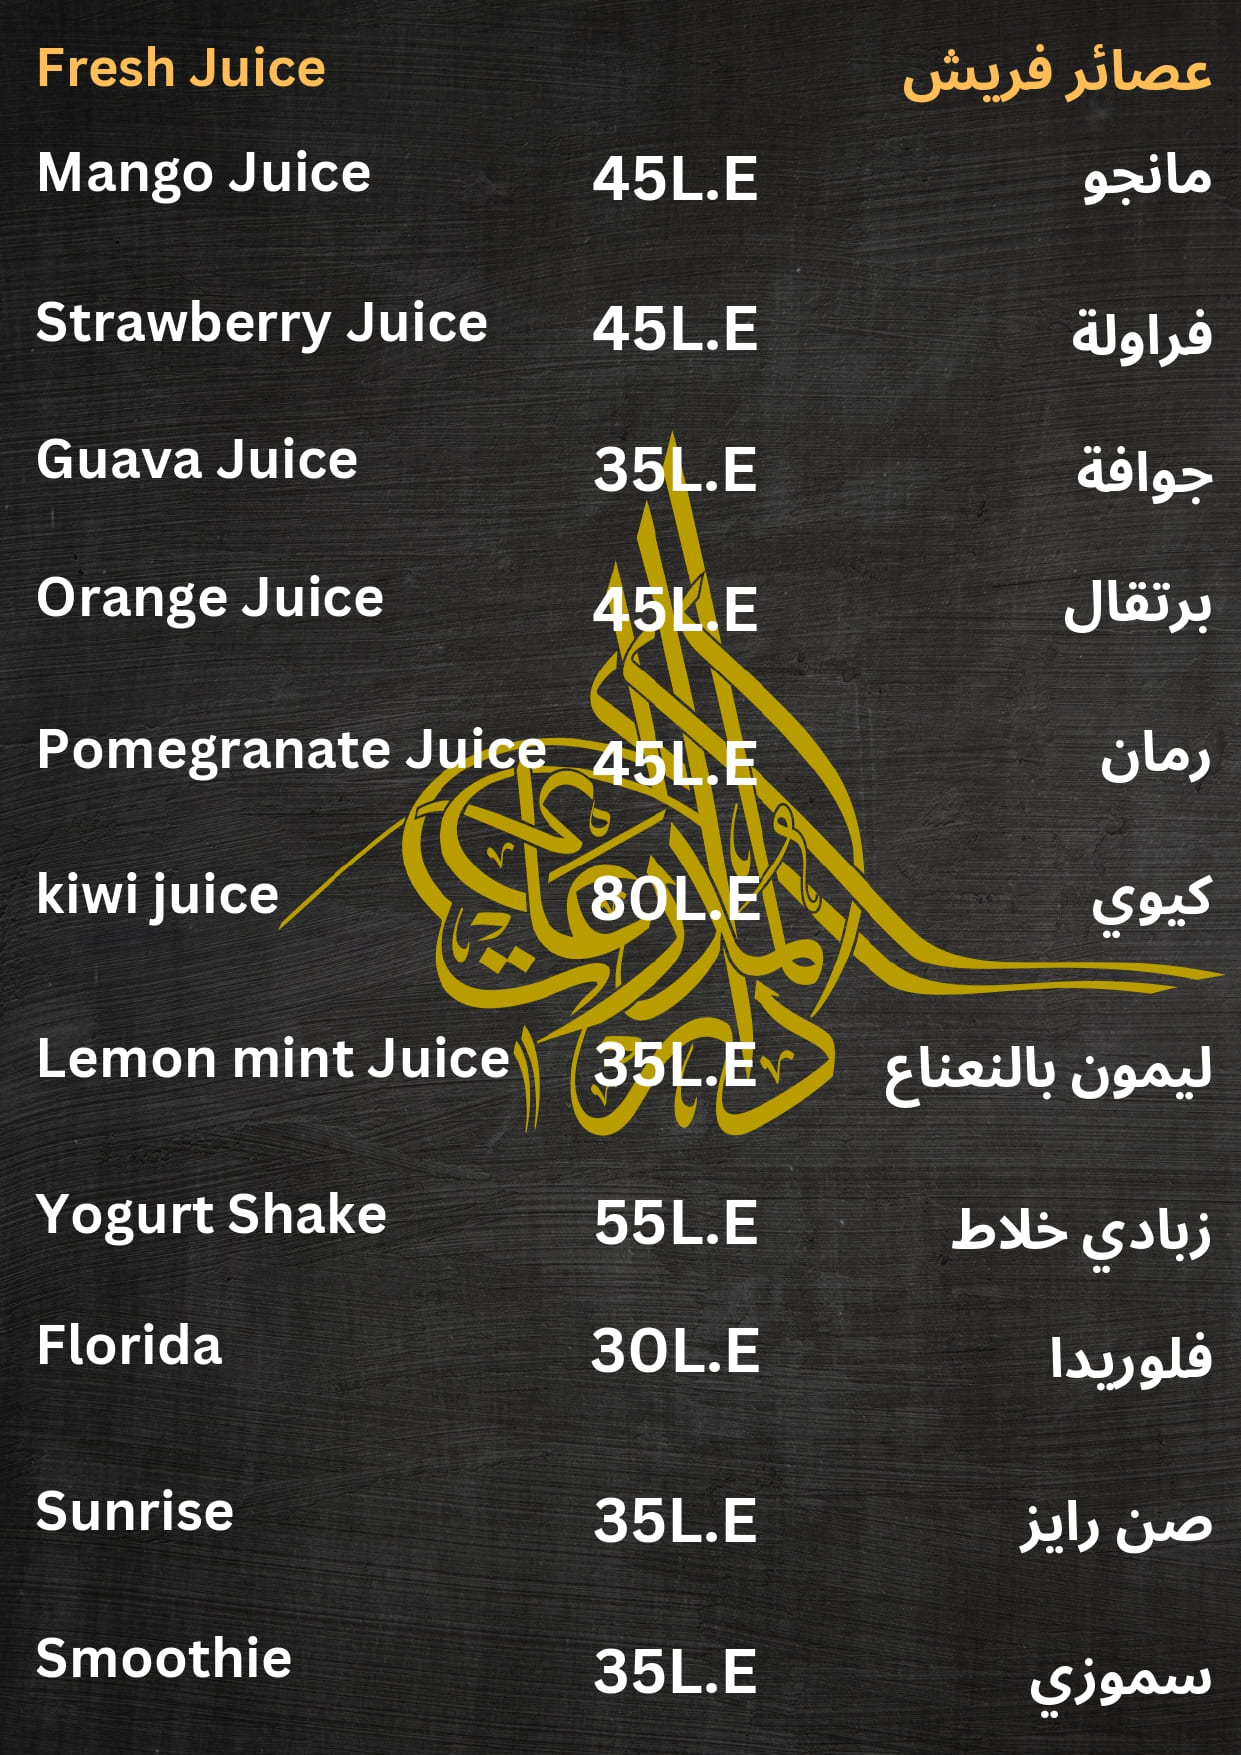 Fresh Juice عصائر فريش
Mango Juice 45L.E مانجو
Strawberry Juice 45L.E فراولة
Guava Juice 35L.E جوافة
Orange Juice 45L.E برتقال
Pomegranate Juice 45L.E رمان
kiwi juice 80L.E كيوي
Lemon mint Juice 35L.E ليمون بالنعناع
Yogurt Shake 55L.E زبادي خلاط
Florida 30L.E فلوريدا
Sunrise 35L.E صن رايز
Smoothie 35L.E سموزي